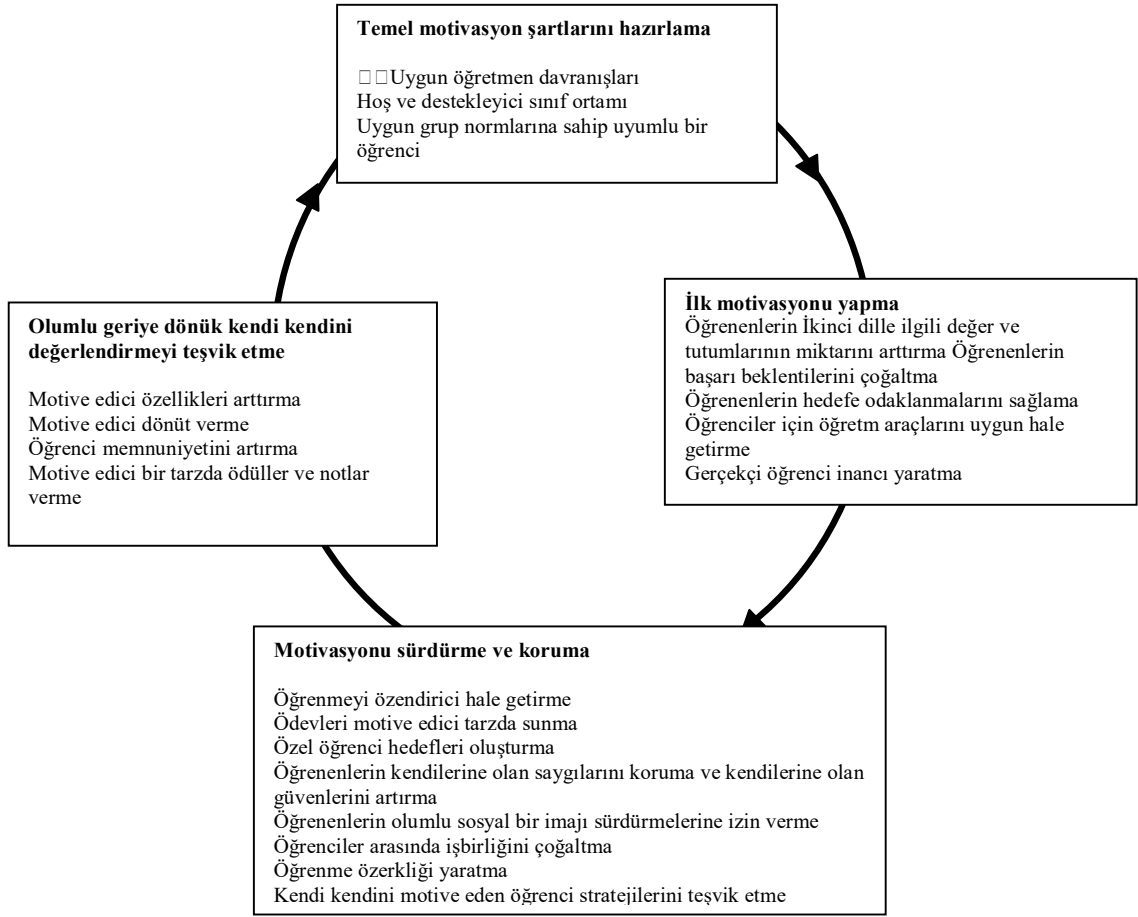 Temel motivasyon şartlarını hazırlama
□□Uygun öğretmen davranışları
Hoş ve destekleyici sınıf ortamı
Uygun grup normlarına sahip uyumlu bir
öğrenci
İlk motivasyonu yapma
Öğrenenlerin İkinci dille ilgili değer ve
tutumlarının miktarını arttırma Öğrenenlerin
başarı beklentilerini çoğaltma
Öğrenenlerin hedefe odaklanmalarını sağlama
Öğrenciler için öğretm araçlarını uygun hale
getirme
Gerçekçi öğrenci inancı yaratma
Motivasyonu sürdürme ve koruma
Öğrenmeyi özendirici hale getirme
Ödevleri motive edici tarzda sunma
Özel öğrenci hedefleri oluşturma
Öğrenenlerin kendilerine olan saygılarını koruma ve kendilerine olan
güvenlerini artırma
Öğrenenlerin olumlu sosyal bir imajı sürdürmelerine izin verme
Öğrenciler arasında işbirliğini çoğaltma
Öğrenme özerkliği yaratma
Kendi kendini motive eden öğrenci stratejilerini teşvik etme
Olumlu geriye dönük kendi kendini
değerlendirmeyi teşvik etme
Motive edici özellikleri arttırma
Motive edici dönüt verme
Öğrenci memnuniyetini artırma
Motive edici bir tarzda ödüller ve notlar
verme